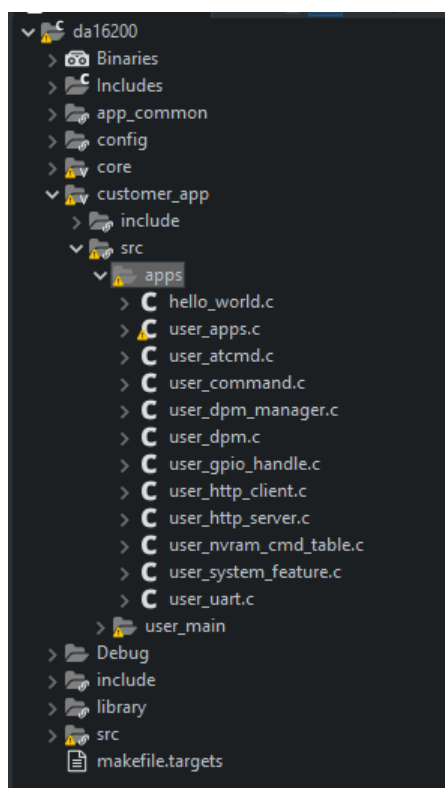 da16200
Binaries
Includes
app_common
config
core
customer_app
include
src
apps
hello_world.c
user_apps.c
user_atcmd.c
user_command.c
user_dpm_manager.c
user_dpm.c
user_gpio_handle.c
user_http_client.c
user_http_server.c
user_nvram_cmd_table.c
user_system_feature.c
user_uart.c
user_main
Debug
include
library
src
makefile.targets